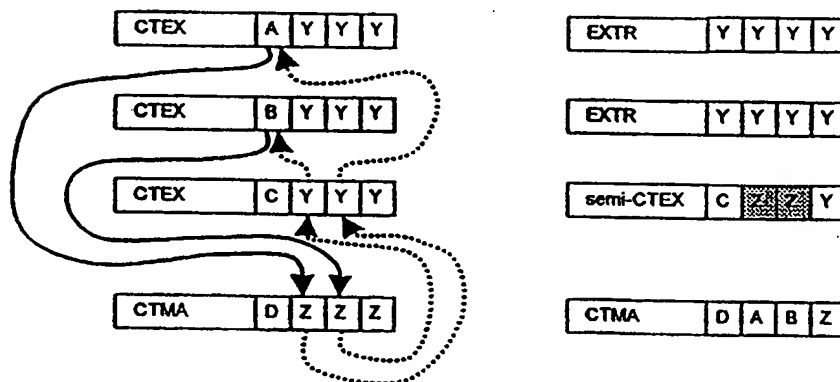 CTEX A Y Y Y
EXTR Y Y Y Y
CTEX B Y Y Y
EXTR Y Y Y Y
CTEX C Y Y Y
semi-CTEX C Z Z Y
CTMA D Z Z Z
CTMA D A B Z